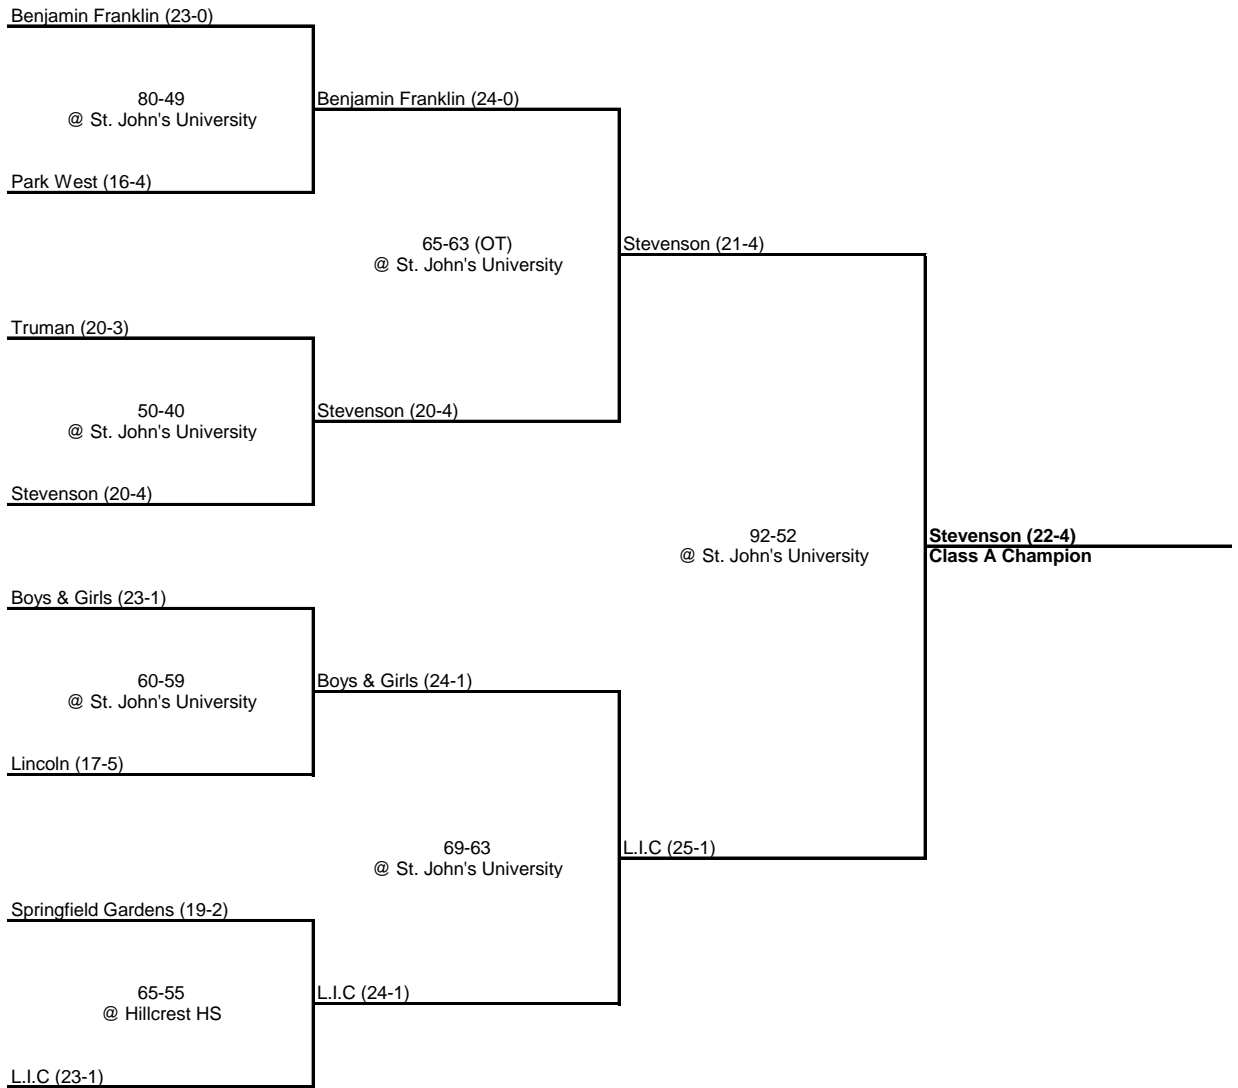 Benjamin Franklin (23-0)
80-49
@ St. John's University
Benjamin Franklin (24-0)
Park West (16-4)
65-63 (OT)
@ St. John's University
Stevenson (21-4)
Truman (20-3)
50-40
@ St. John's University
Stevenson (20-4)
Stevenson (20-4)
92-52
@ St. John's University
Stevenson (22-4)
Class A Champion
Boys & Girls (23-1)
60-59
@ St. John's University
Boys & Girls (24-1)
Lincoln (17-5)
69-63
@ St. John's University
L.I.C (25-1)
Springfield Gardens (19-2)
65-55
@ Hillcrest HS
L.I.C (24-1)
L.I.C (23-1)